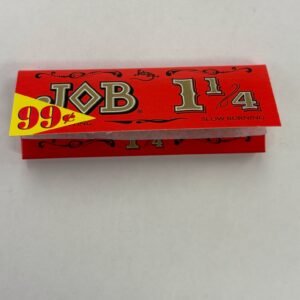 JOB 1 1/4
99¢
SLOW BURNING
1 1/4